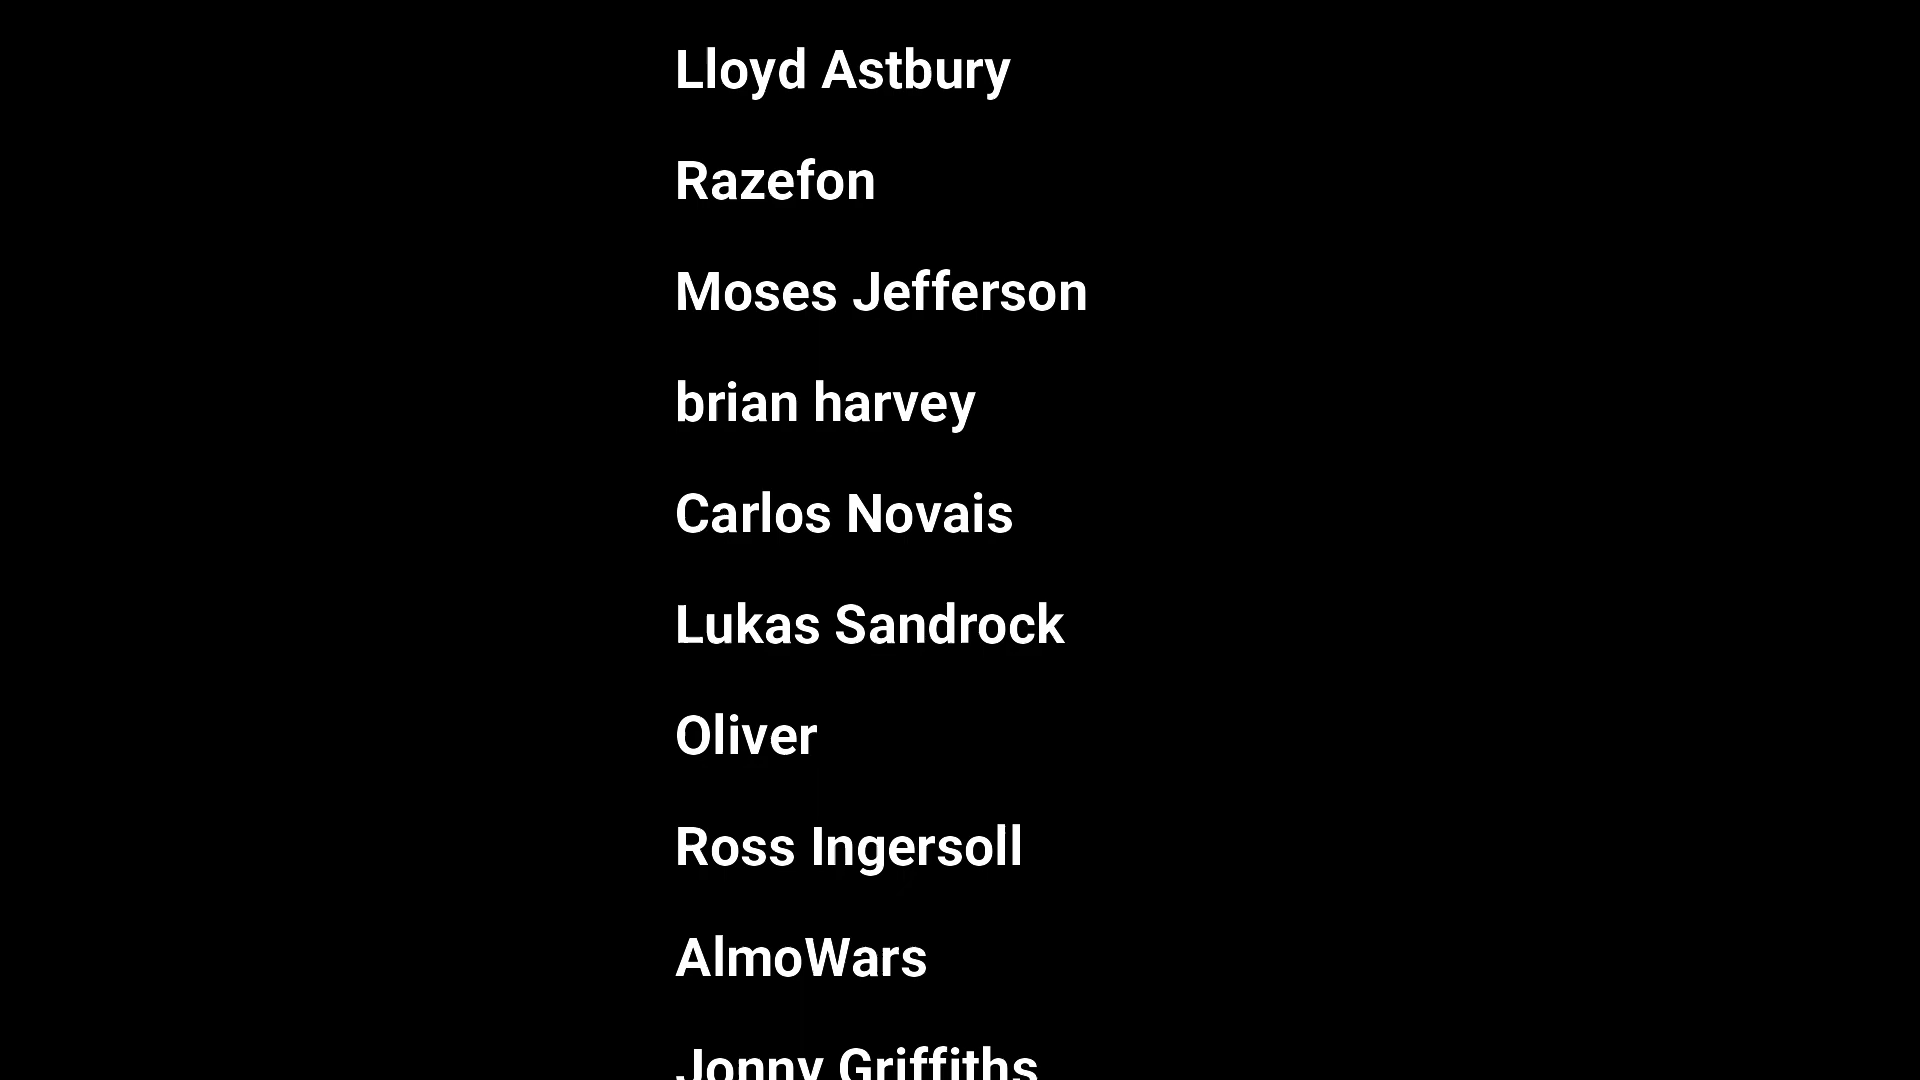 Lloyd Astbury
Razefon
Moses Jefferson
brian harvey
Carlos Novais
Lukas Sandrock
Oliver
Ross Ingersoll
AlmoWars
Jonny Griffiths